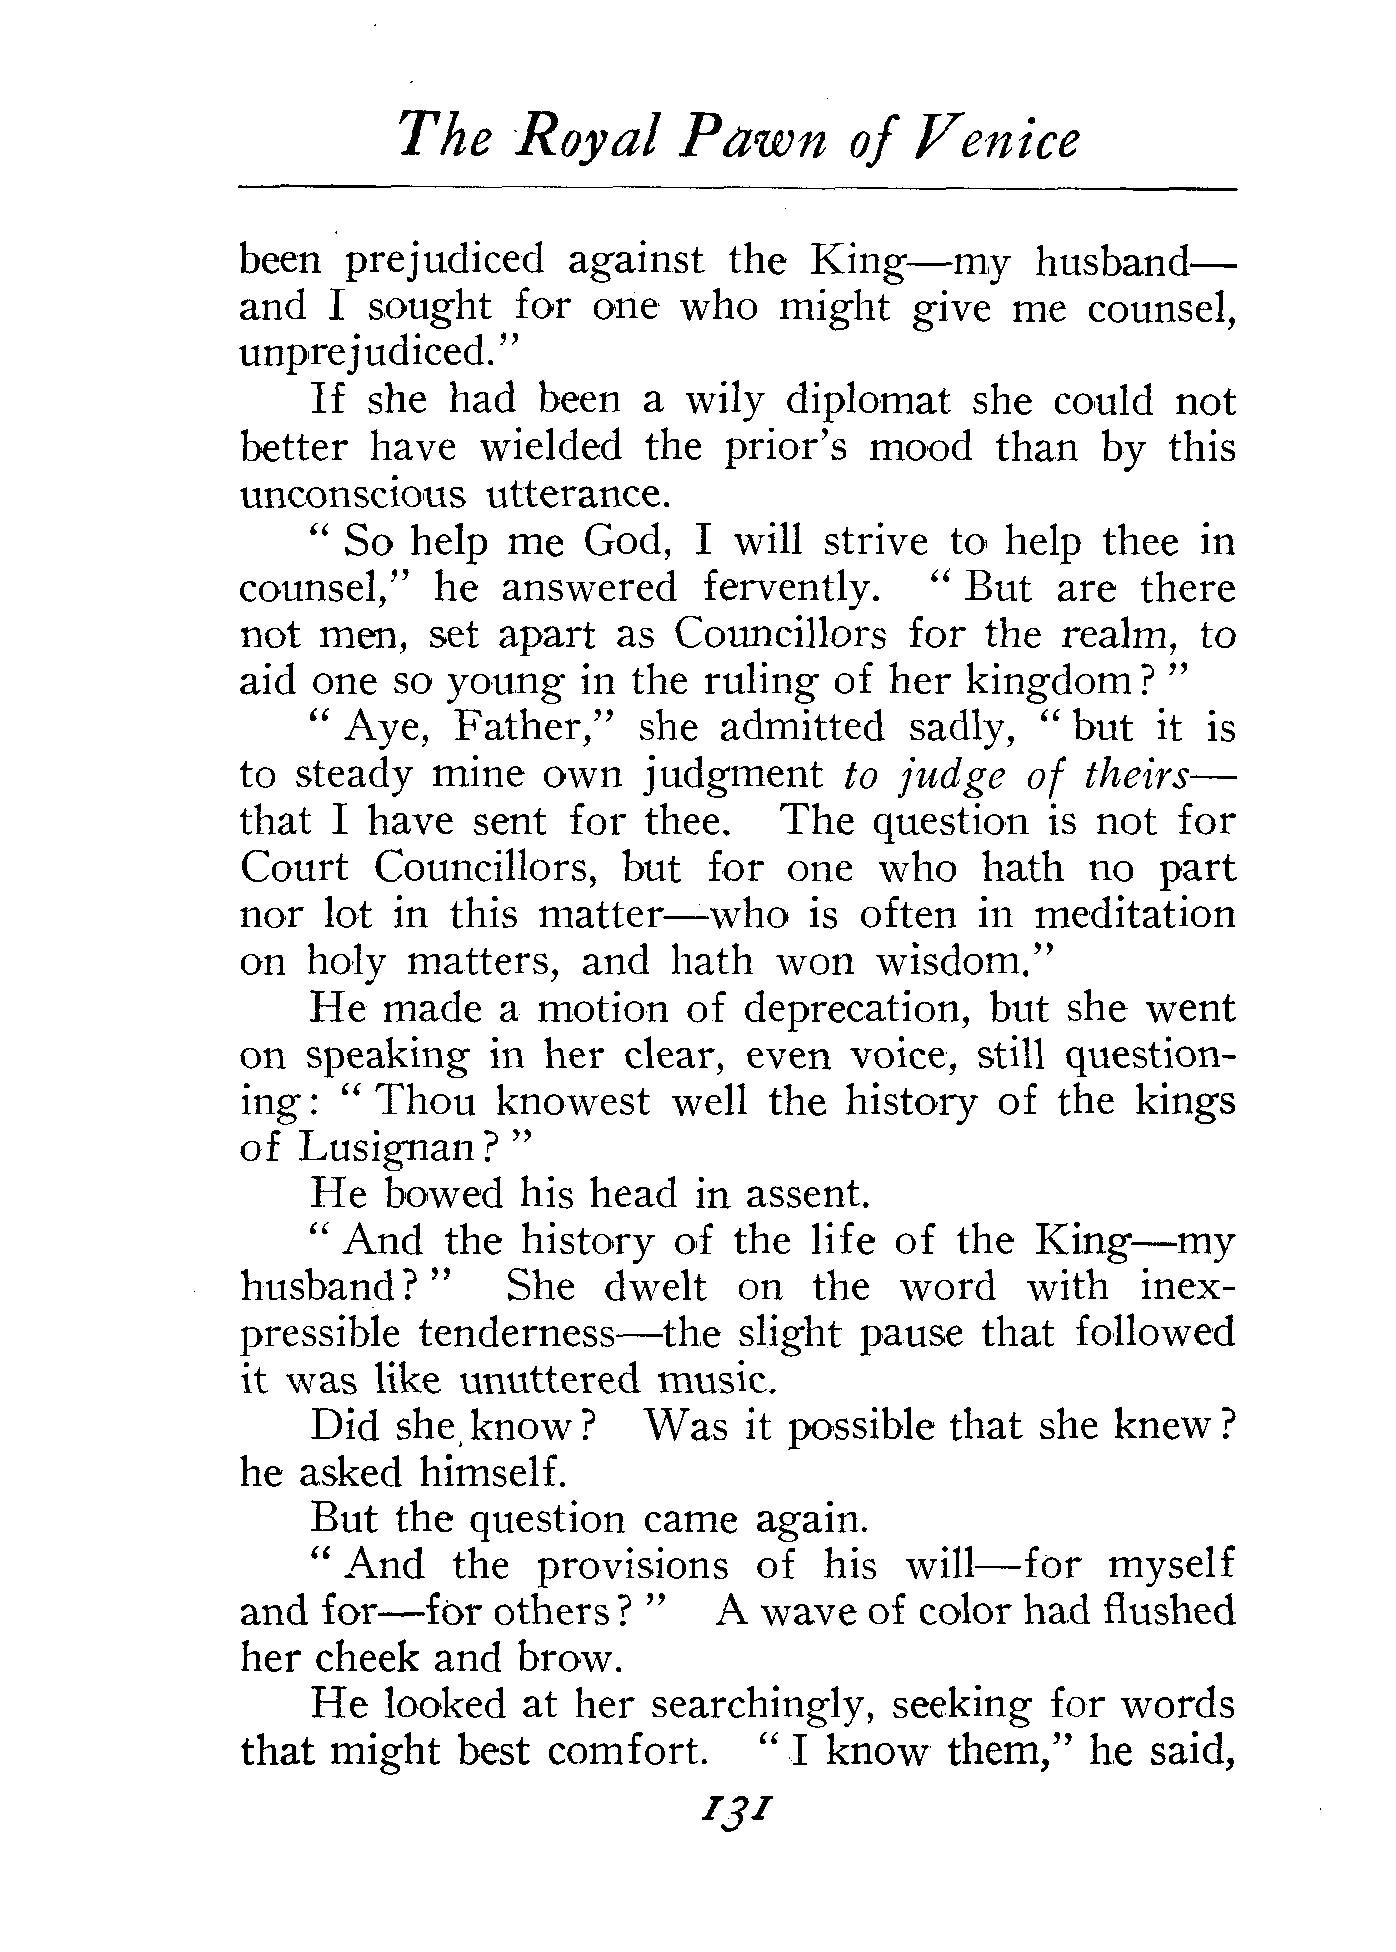 The Royal Pawn of Venice
been prejudiced against the King—my husband—
and I sought for one who might give me counsel,
unprejudiced."
If she had been a wily diplomat she could not
better have wielded the prior's mood than by this
unconscious utterance.
" So help me God, I will strive to help thee in
counsel," he answered fervently. " But are there
not men, set apart as Councillors for the realm, to
aid one so young in the ruling of her kingdom? "
" Aye, Father," she admitted sadly, " but it is
to steady mine own judgment to judge of theirs—
that I have sent for thee. The question is not for
Court Councillors, but for one who hath no part
nor lot in this matter—who is often in meditation
on holy matters, and hath won wisdom."
He made a motion of deprecation, but she went
on speaking in her clear, even voice, still question-
ing: " Thou knowest well the history of the kings
of Lusignan? "
He bowed his head in assent.
" And the history of the life of the King—my
husband? " She dwelt on the word with inex-
pressible tenderness—the slight pause that followed
it was like unuttered music.
Did she know? Was it possible that she knew?
he asked himself.
But the question came again.
" And the provisions of his will—for myself
and for—for others? " A wave of color had flushed
her cheek and brow.
He looked at her searchingly, seeking for words
that might best comfort. " I know them," he said,
131